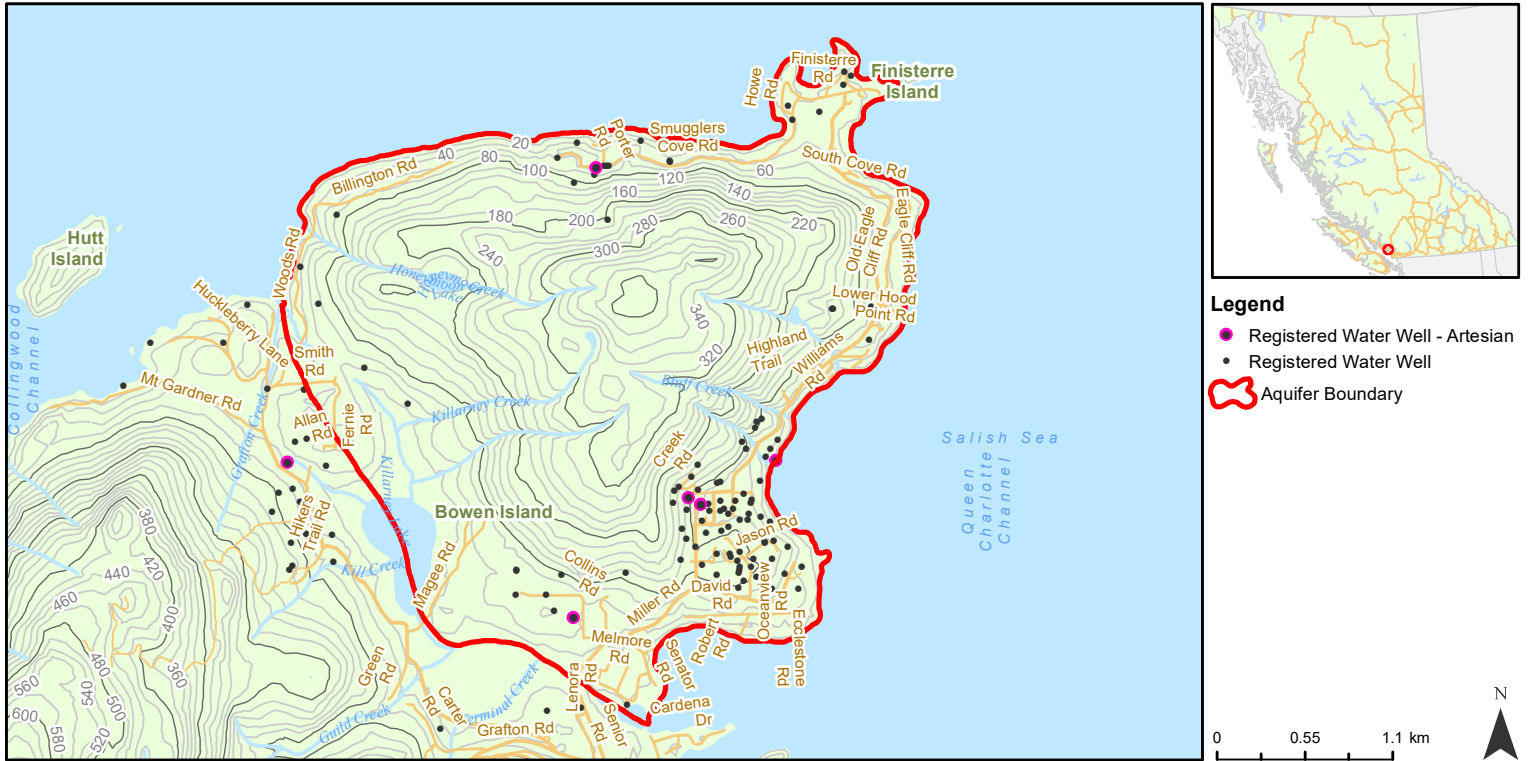 Finisterre
Rd
Finisterre
Island
Howe
Rd
Smugglers
Cove Rd
Porter
Rd
20
40
80
100
120
60
160
140
Billington Rd
South Cove Rd
180
200
280
260
220
240
300
Eagle Cliff Rd
Old Eagle
Cliff Rd
Hutt
Island
Woods Rd
Honeymoon Creek
Honeymoon
Lake
Huckleberry Lane
Lower Hood
Point Rd
340
320
Highland
Trail
Williams
Rd
Collingwood
Channel
Smith
Rd
Mt Gardner Rd
Bluff Creek
Killarney Creek
Grafton Creek
Allan
Rd
Fernie
Rd
Creek
Rd
Salish Sea
Queen
Charlotte
Channel
Killarney Lake
Bowen Island
Hikers
Trail Rd
Jason Rd
380
420
440
460
400
Kill Creek
Magee Rd
Collins
Rd
Miller Rd
David
Rd
Oceanview
Rd
Ecclestone
Rd
Robert
Rd
Melmore
Rd
Senator
Rd
480
360
560
540
500
600
520
580
Green
Rd
Carter
Rd
Terminal Creek
Guild Creek
Grafton Rd
Lenora
Rd
Senior
Rd
Cardena
Dr
Legend
Registered Water Well - Artesian
Registered Water Well
Aquifer Boundary
N
0 0.55 1.1 km